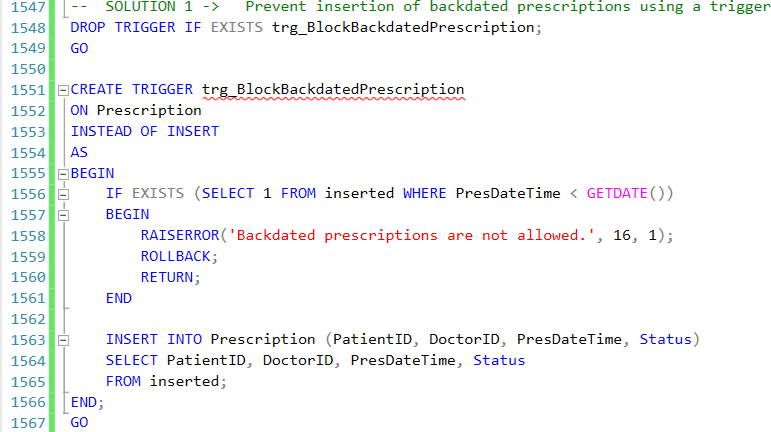 1547 -- SOLUTION 1 -> Prevent insertion of backdated prescriptions using a trigger
1548 DROP TRIGGER IF EXISTS trg_BlockBackdatedPrescription;
1549 GO
1550
1551 CREATE TRIGGER trg_BlockBackdatedPrescription
1552 ON Prescription
1553 INSTEAD OF INSERT
1554 AS
1555 BEGIN
1556 IF EXISTS (SELECT 1 FROM inserted WHERE PresDateTime < GETDATE())
1557 BEGIN
1558 RAISERROR('Backdated prescriptions are not allowed.', 16, 1);
1559 ROLLBACK;
1560 RETURN;
1561 END
1562
1563 INSERT INTO Prescription (PatientID, DoctorID, PresDateTime, Status)
1564 SELECT PatientID, DoctorID, PresDateTime, Status
1565 FROM inserted;
1566 END;
1567 GO